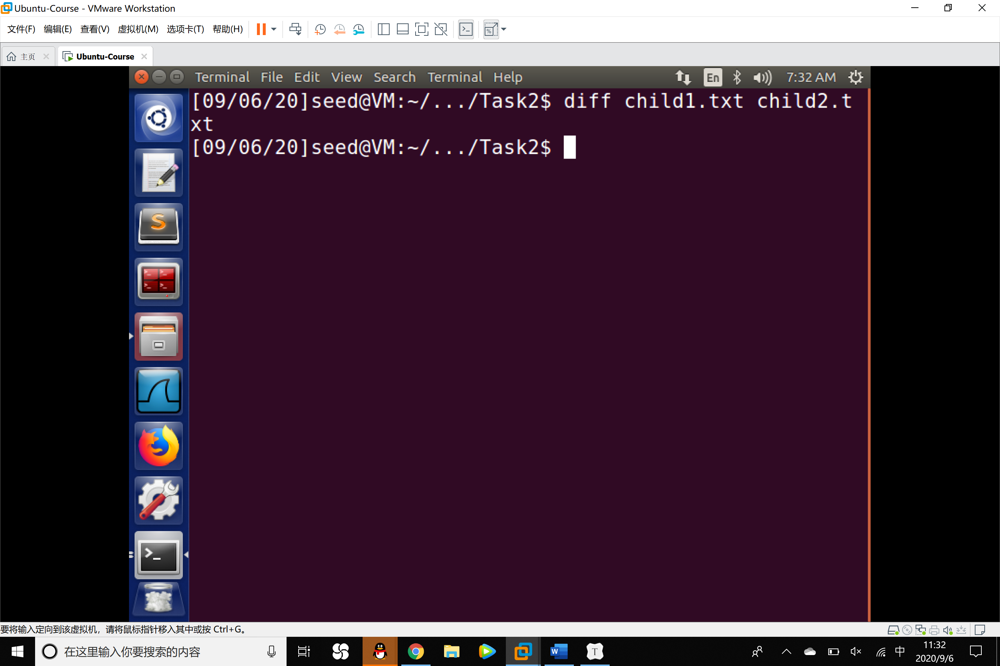 Ubuntu-Course - VMware Workstation
文件(F) 编辑(E) 查看(V) 虚拟机(M) 选项卡(T) 帮助(H)
主页 Ubuntu-Course
Terminal File Edit View Search Terminal Help En 7:32 AM
[09/06/20]seed@VM:~/.../Task2$ diff child1.txt child2.t
xt
[09/06/20]seed@VM:~/.../Task2$
要将输入定向到该虚拟机，请将鼠标指针移入其中或按 Ctrl+G。
在这里输入你要搜索的内容
中
11:32
2020/9/6